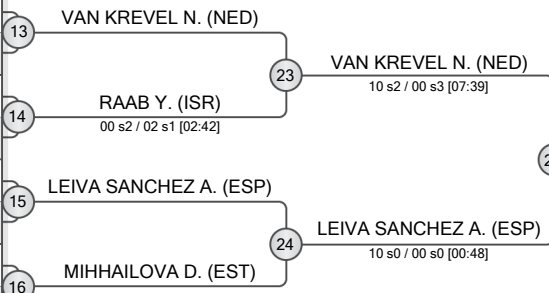 13
VAN KREVEL N. (NED)
23
VAN KREVEL N. (NED)
10 s2 / 00 s3 [07:39]
14
RAAB Y. (ISR)
00 s2 / 02 s1 [02:42]
15
LEIVA SANCHEZ A. (ESP)
24
LEIVA SANCHEZ A. (ESP)
10 s0 / 00 s0 [00:48]
16
MIHHAILOVA D. (EST)